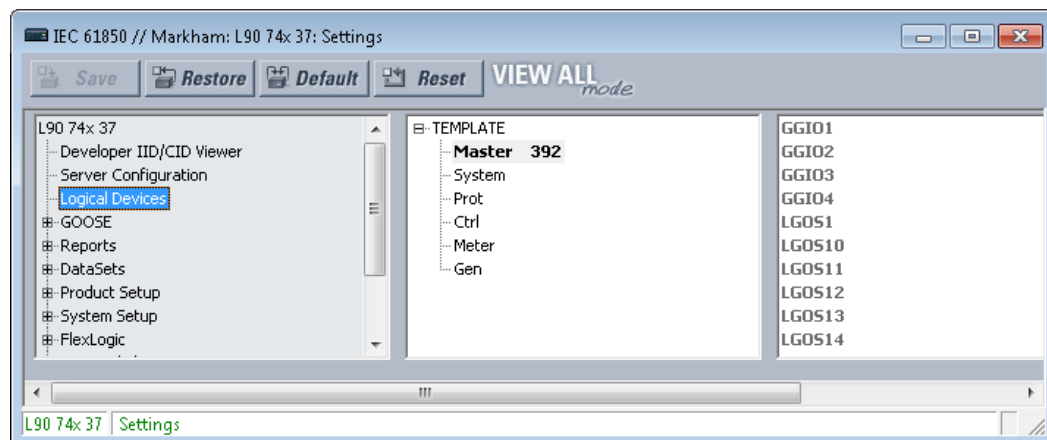 IEC 61850 // Markham: L90 74x 37: Settings
Save Restore Default Reset VIEW ALL mode
L90 74x 37
Developer IID/CID Viewer
Server Configuration
Logical Devices
GOOSE
Reports
DataSets
Product Setup
System Setup
FlexLogic
TEMPLATE
Master 392
System
Prot
Ctrl
Meter
Gen
GGIO1
GGIO2
GGIO3
GGIO4
LGOS1
LGOS10
LGOS11
LGOS12
LGOS13
LGOS14
L90 74x 37 Settings